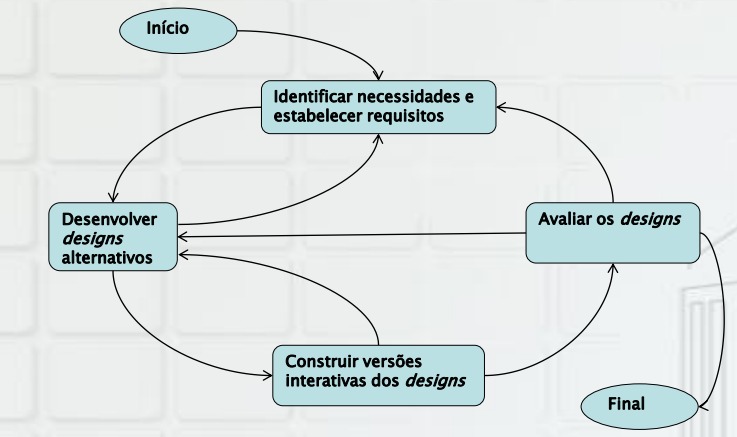 Início
Identificar necessidades e
estabelecer requisitos
Desenvolver
designs
alternativos
Avaliar os designs
Construir versões
interativas dos designs
Final